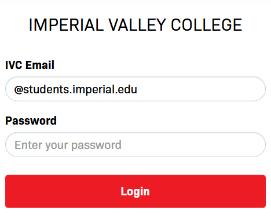 IMPERIAL VALLEY COLLEGE
IVC Email
@students.imperial.edu
Password
Enter your password
Login